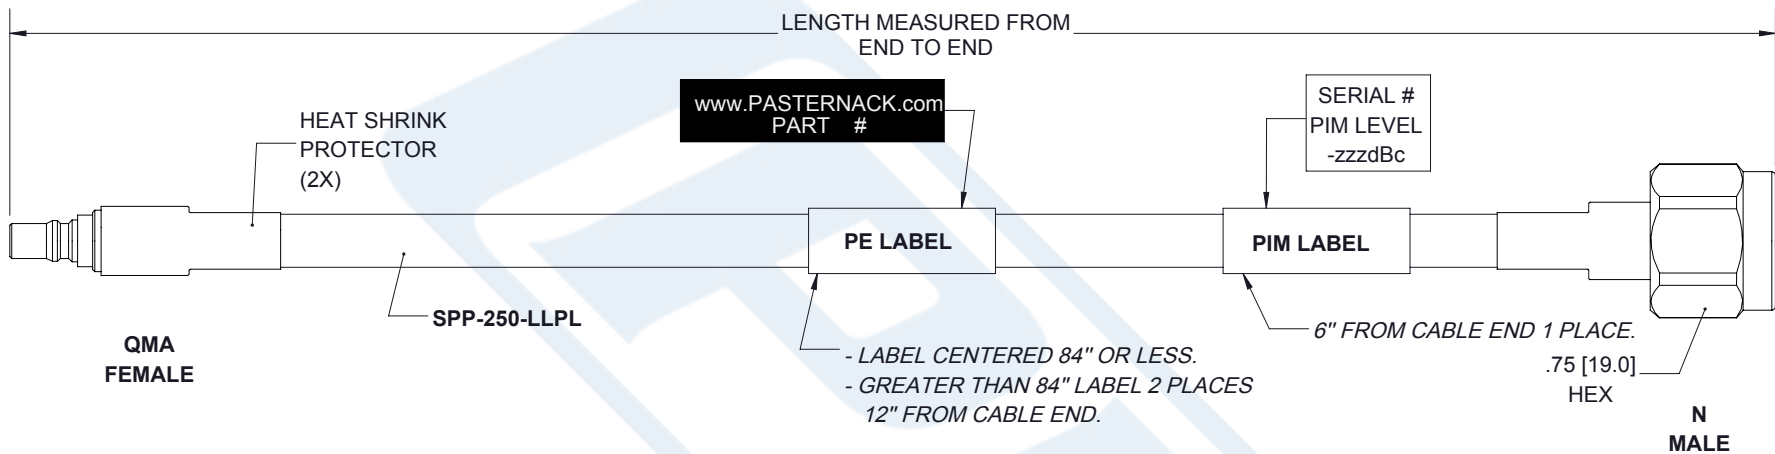 LENGTH MEASURED FROM
END TO END
www.PASTERNACK.com
PART #
SERIAL #
PIM LEVEL
-zzzdBc
HEAT SHRINK
PROTECTOR
(2X)
PE LABEL
PIM LABEL
SPP-250-LLPL
QMA
FEMALE
- LABEL CENTERED 84" OR LESS.
- GREATER THAN 84" LABEL 2 PLACES
12" FROM CABLE END.
6" FROM CABLE END 1 PLACE.
.75 [19.0]
HEX
N
MALE